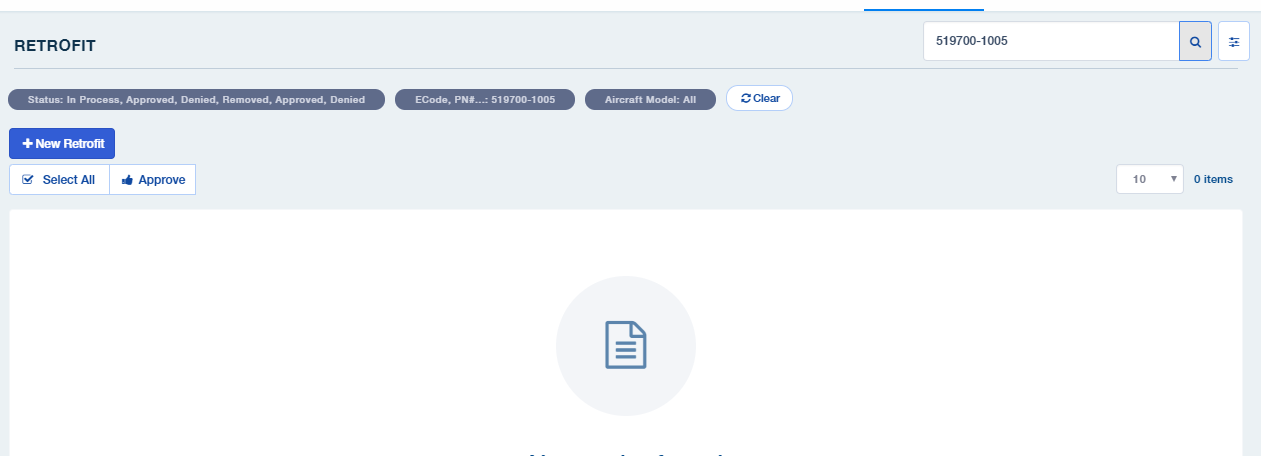 RETROFIT
519700-1005
Status: In Process, Approved, Denied, Removed, Approved, Denied
ECode, PN#...: 519700-1005
Aircraft Model: All
Clear
New Retrofit
Select All
Approve
10
0 items